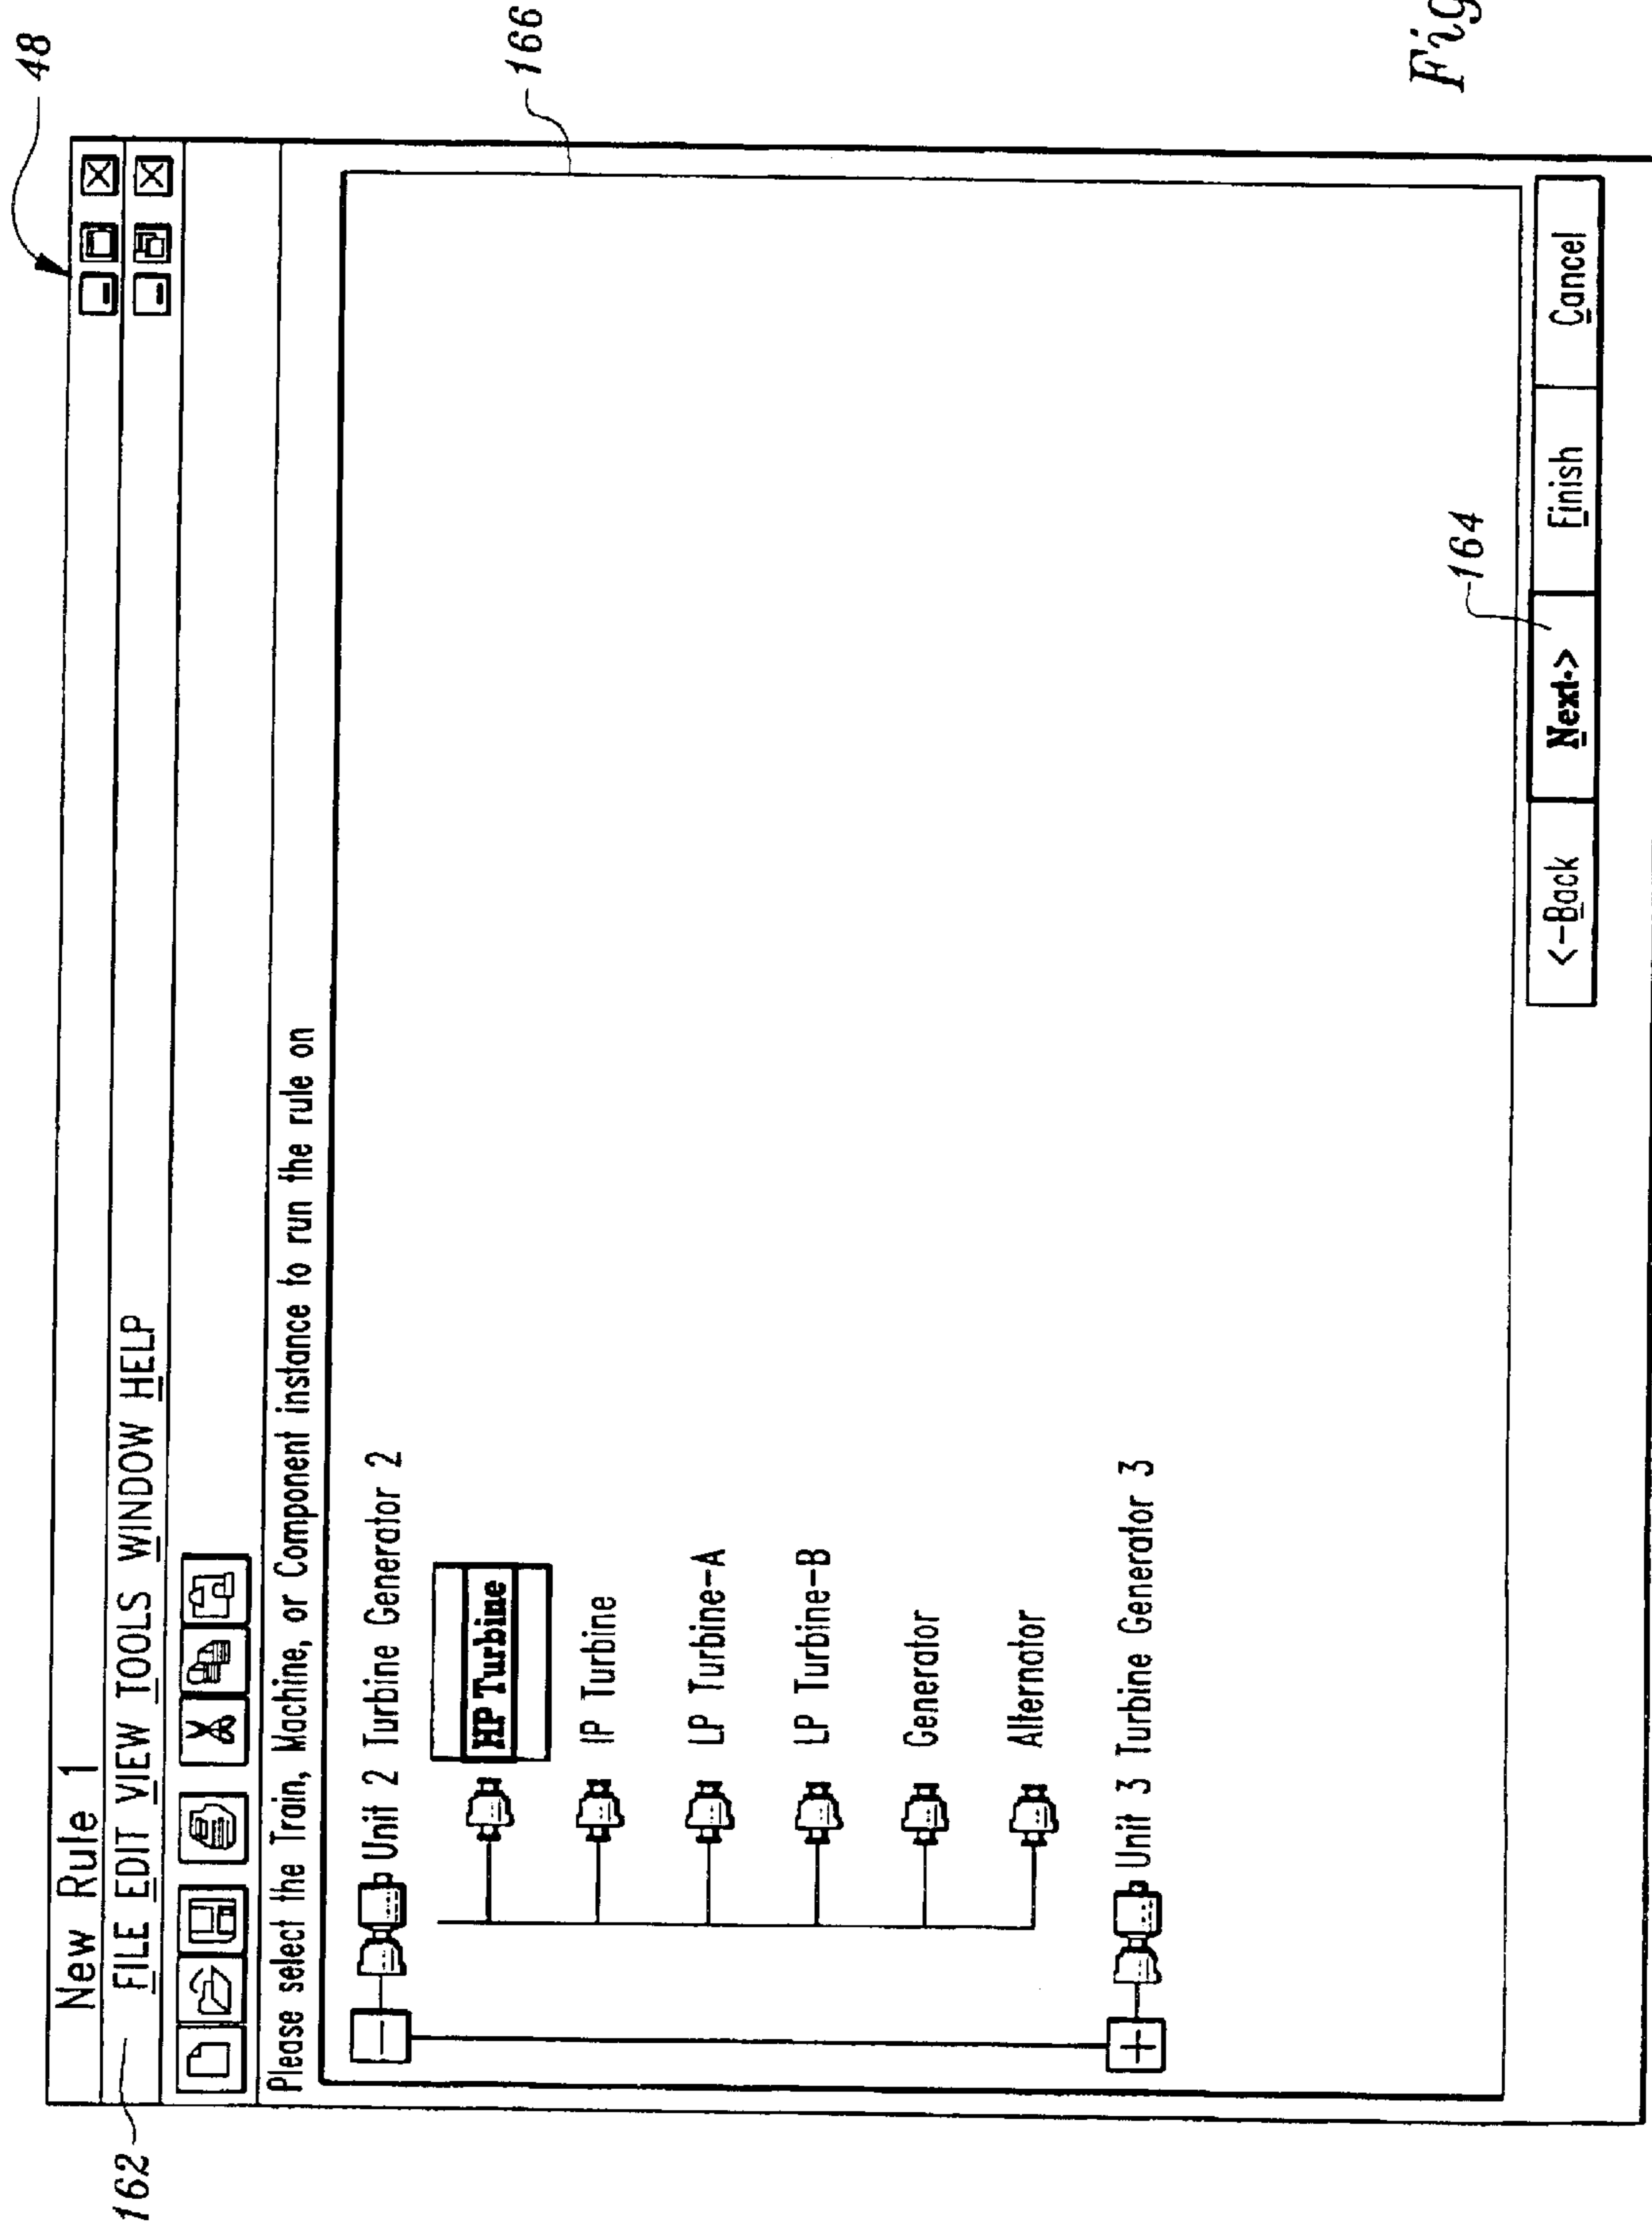 48
New Rule 1
162
FILE EDIT VIEW TOOLS WINDOW HELP
Please select the Train, Machine, or Component instance to run the rule on
166
Unit 2 Turbine Generator 2
HP Turbine
IP Turbine
LP Turbine-A
LP Turbine-B
Generator
Alternator
Unit 3 Turbine Generator 3
164
<-Back
Next->
Finish
Cancel